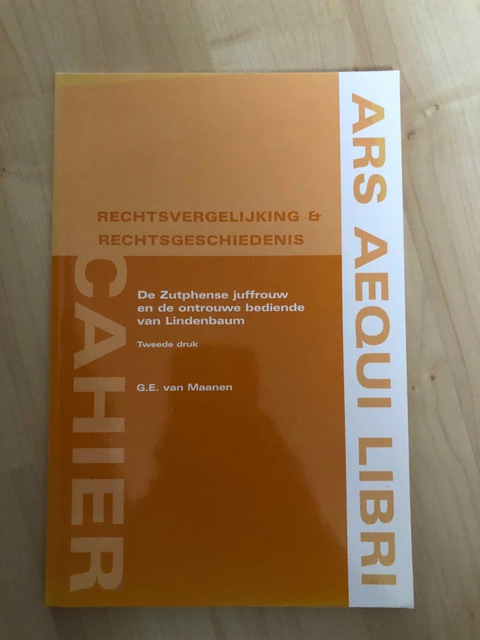 RECHTSVERGELIJKING &
RECHTSGESCHIEDENIS
De Zutphense juffrouw
en de ontrouwe bediende
van Lindenbaum
Tweede druk
G.E. van Maanen
CAHIER
ARS AEQUI LIBRI